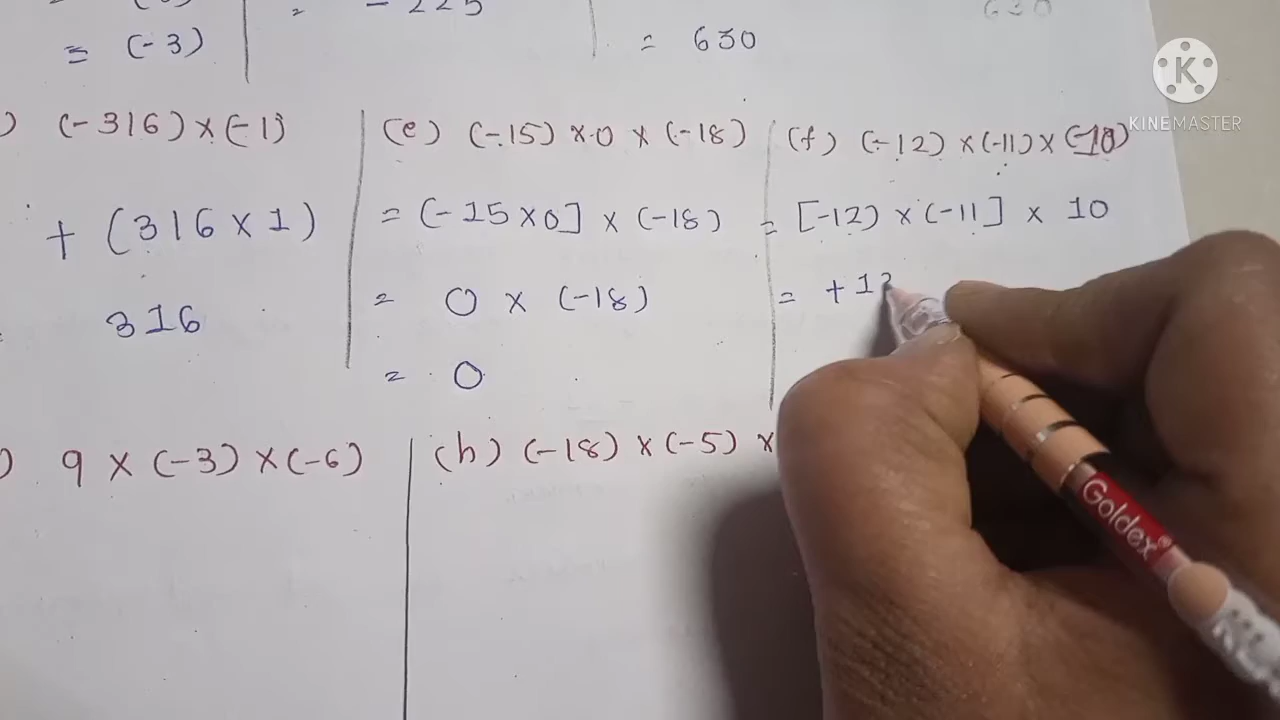 = - 225
= (-3)
= 630
630
) (-316) × (-1)
+ (316 × 1)
316
(e) (-15) × 0 × (-18)
= (-15 × 0] × (-18)
= 0 × (-18)
= 0
(f) (-12) × (-11) × (-10)
= [-12) × (-11] × 10
= + 13
) 9 × (-3) × (-6)
(h) (-18) × (-5) ×
KINEMASTER
Goldex